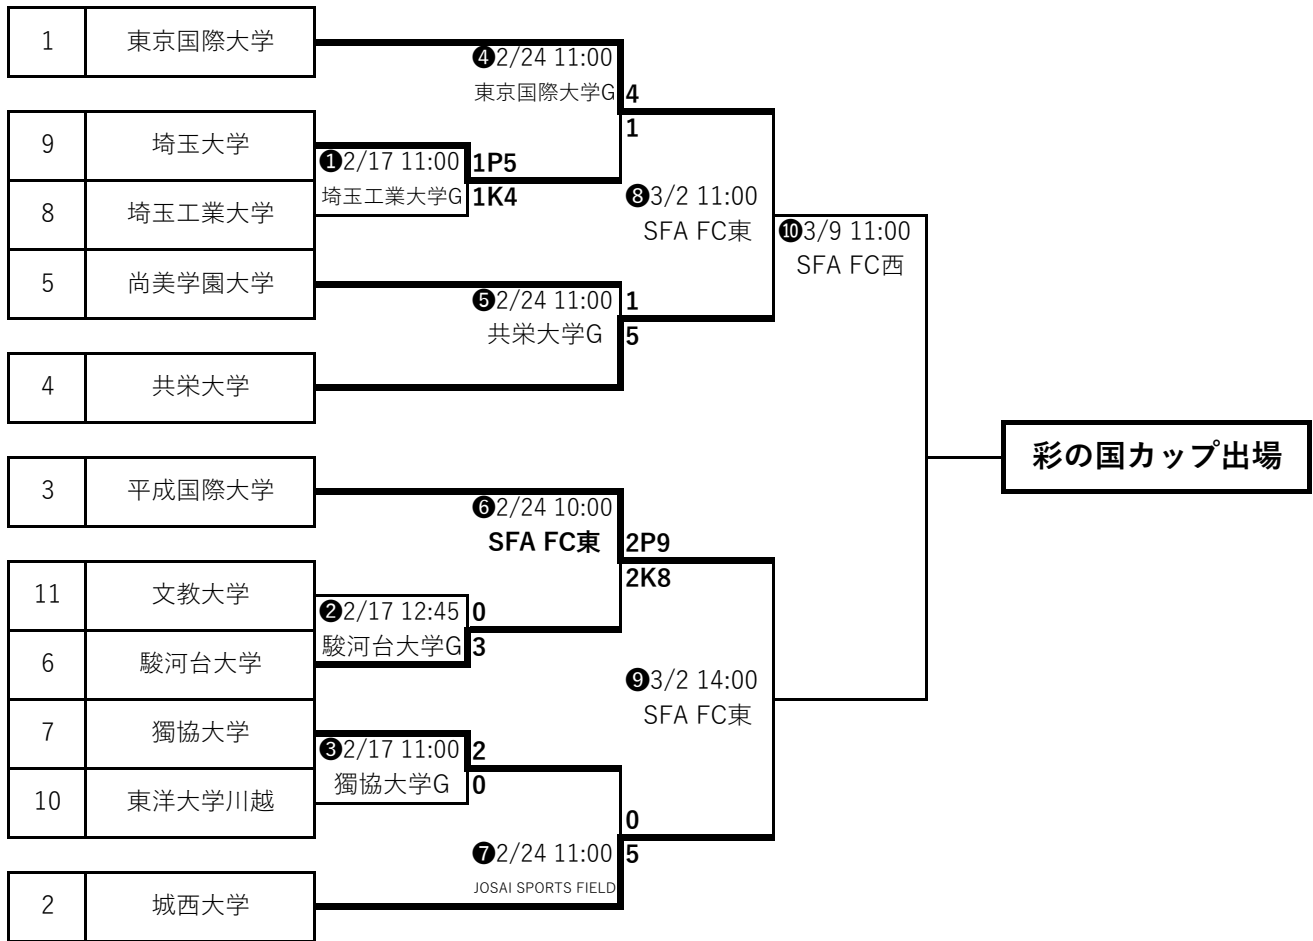 1 東京国際大学
❹2/24 11:00
東京国際大学G 4
1
9 埼玉大学
❶2/17 11:00 1P5
埼玉工業大学G 1K4
8 埼玉工業大学
❽3/2 11:00
SFA FC東
❿3/9 11:00
SFA FC西
5 尚美学園大学
❺2/24 11:00 1
共栄大学G 5
4 共栄大学
彩の国カップ出場
3 平成国際大学
❻2/24 10:00
SFA FC東 2P9
2K8
11 文教大学
❷2/17 12:45 0
駿河台大学G 3
6 駿河台大学
❾3/2 14:00
SFA FC東
7 獨協大学
❸2/17 11:00 2
獨協大学G 0
10 東洋大学川越
0
❼2/24 11:00 5
JOSAI SPORTS FIELD
2 城西大学